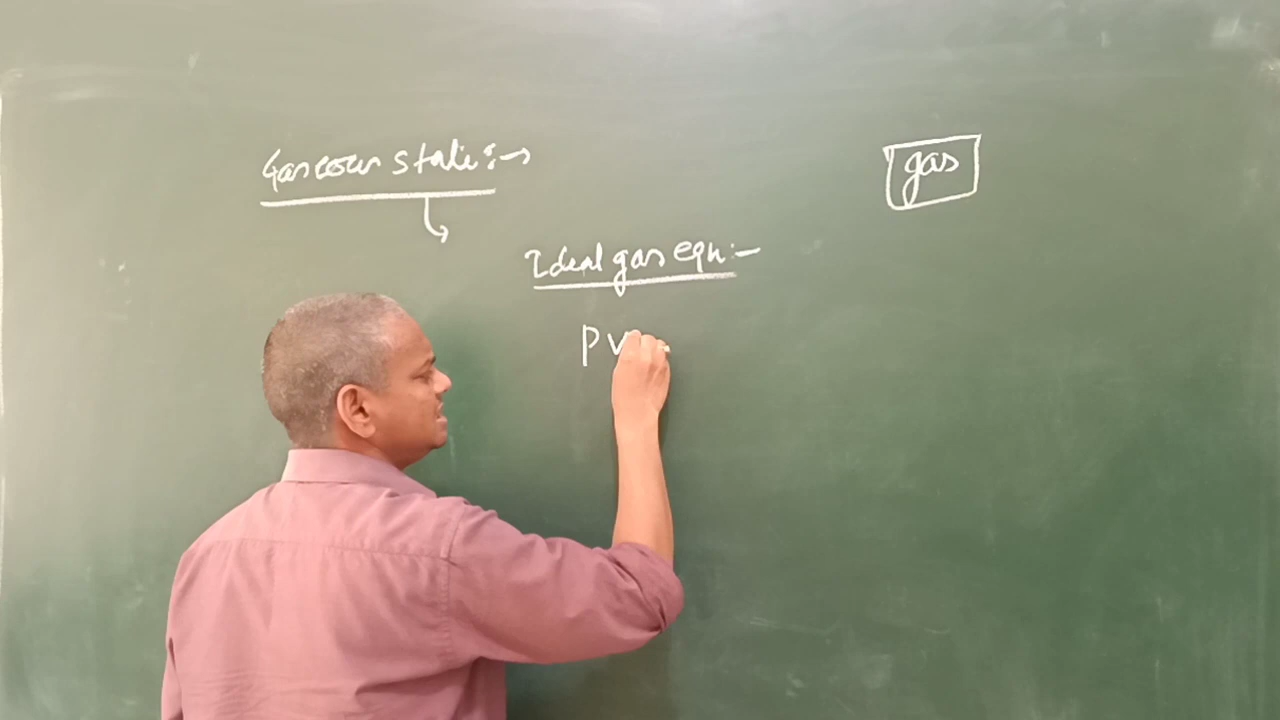 Gaseous state :→
gas
Ideal gas eqn :-
PV